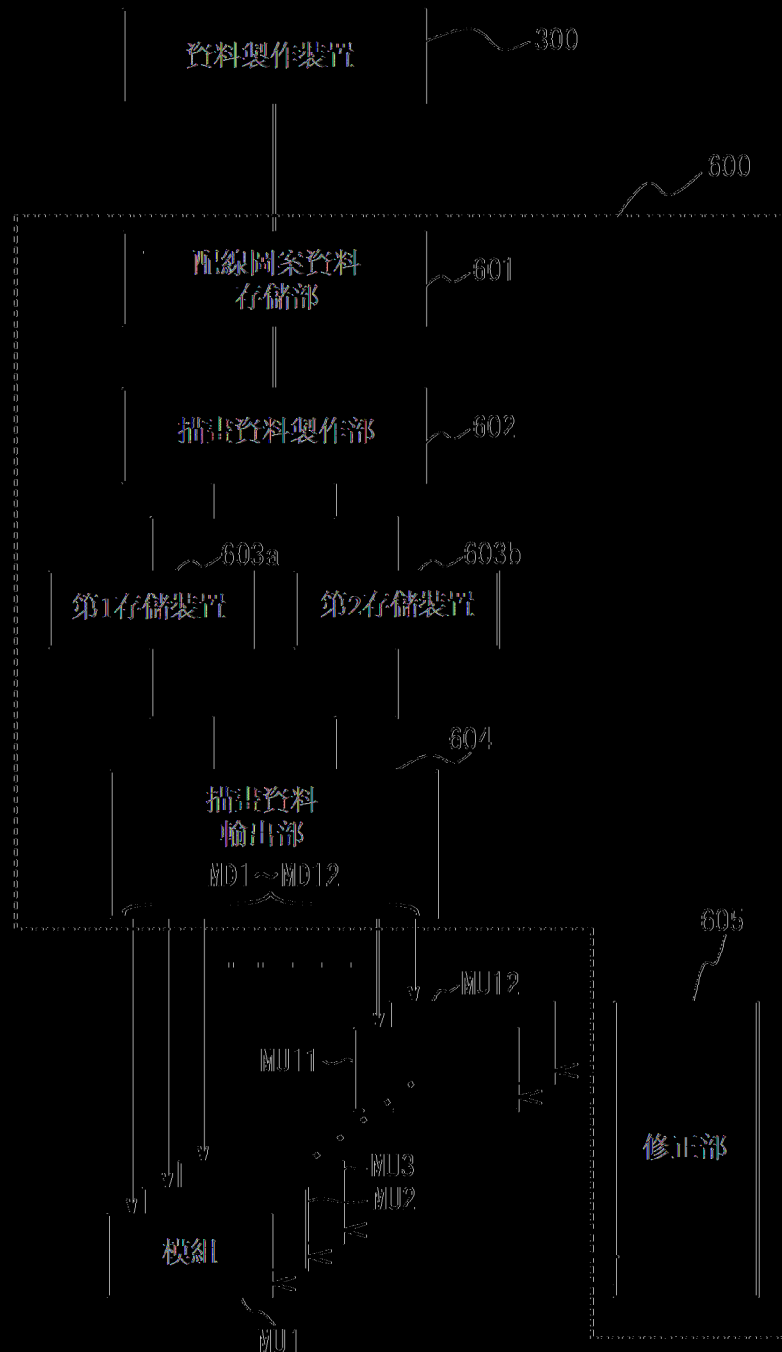 資料製作裝置
300
600
配線圖案資料
存儲部
601
描畫資料製作部
602
603a
603b
第1存儲裝置
第2存儲裝置
604
描畫資料
輸出部
MD1～MD12
605
MU12
MU11
修正部
MU3
MU2
模組
MU1